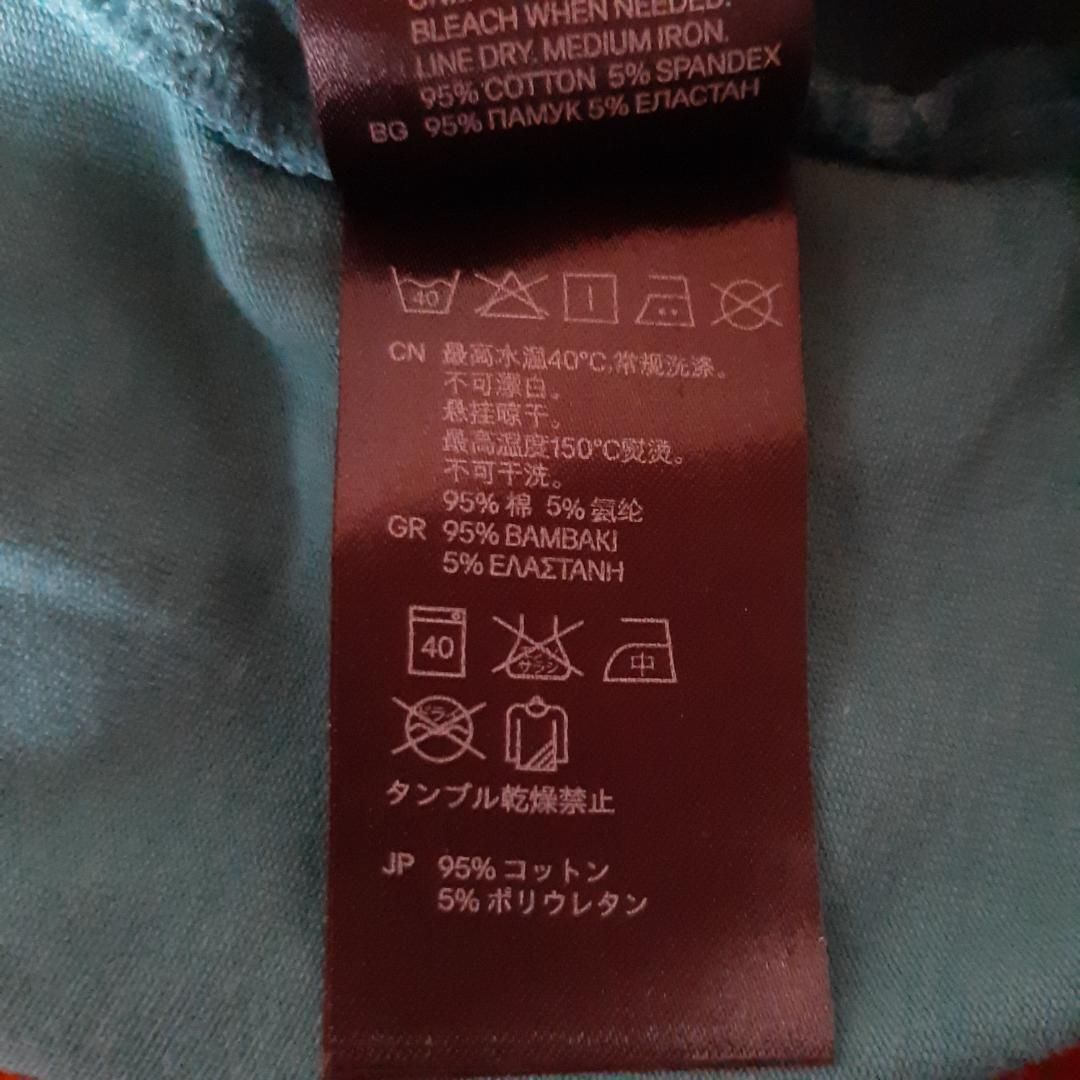 BLEACH WHEN NEEDED.
LINE DRY. MEDIUM IRON.
95% COTTON 5% SPANDEX
BG 95% ПАМУК 5% ЕЛАСТАН
40
CN 最高水温40°C,常规洗涤。
不可漂白。
悬挂晾干。
最高温度150°C熨烫。
不可干洗。
95% 棉 5% 氨纶
GR 95% ΒΑΜΒΑΚΙ
5% ΕΛΑΣΤΑΝΗ
40 サラシ 中
ドライ
タンブル乾燥禁止
JP 95% コットン
5% ポリウレタン